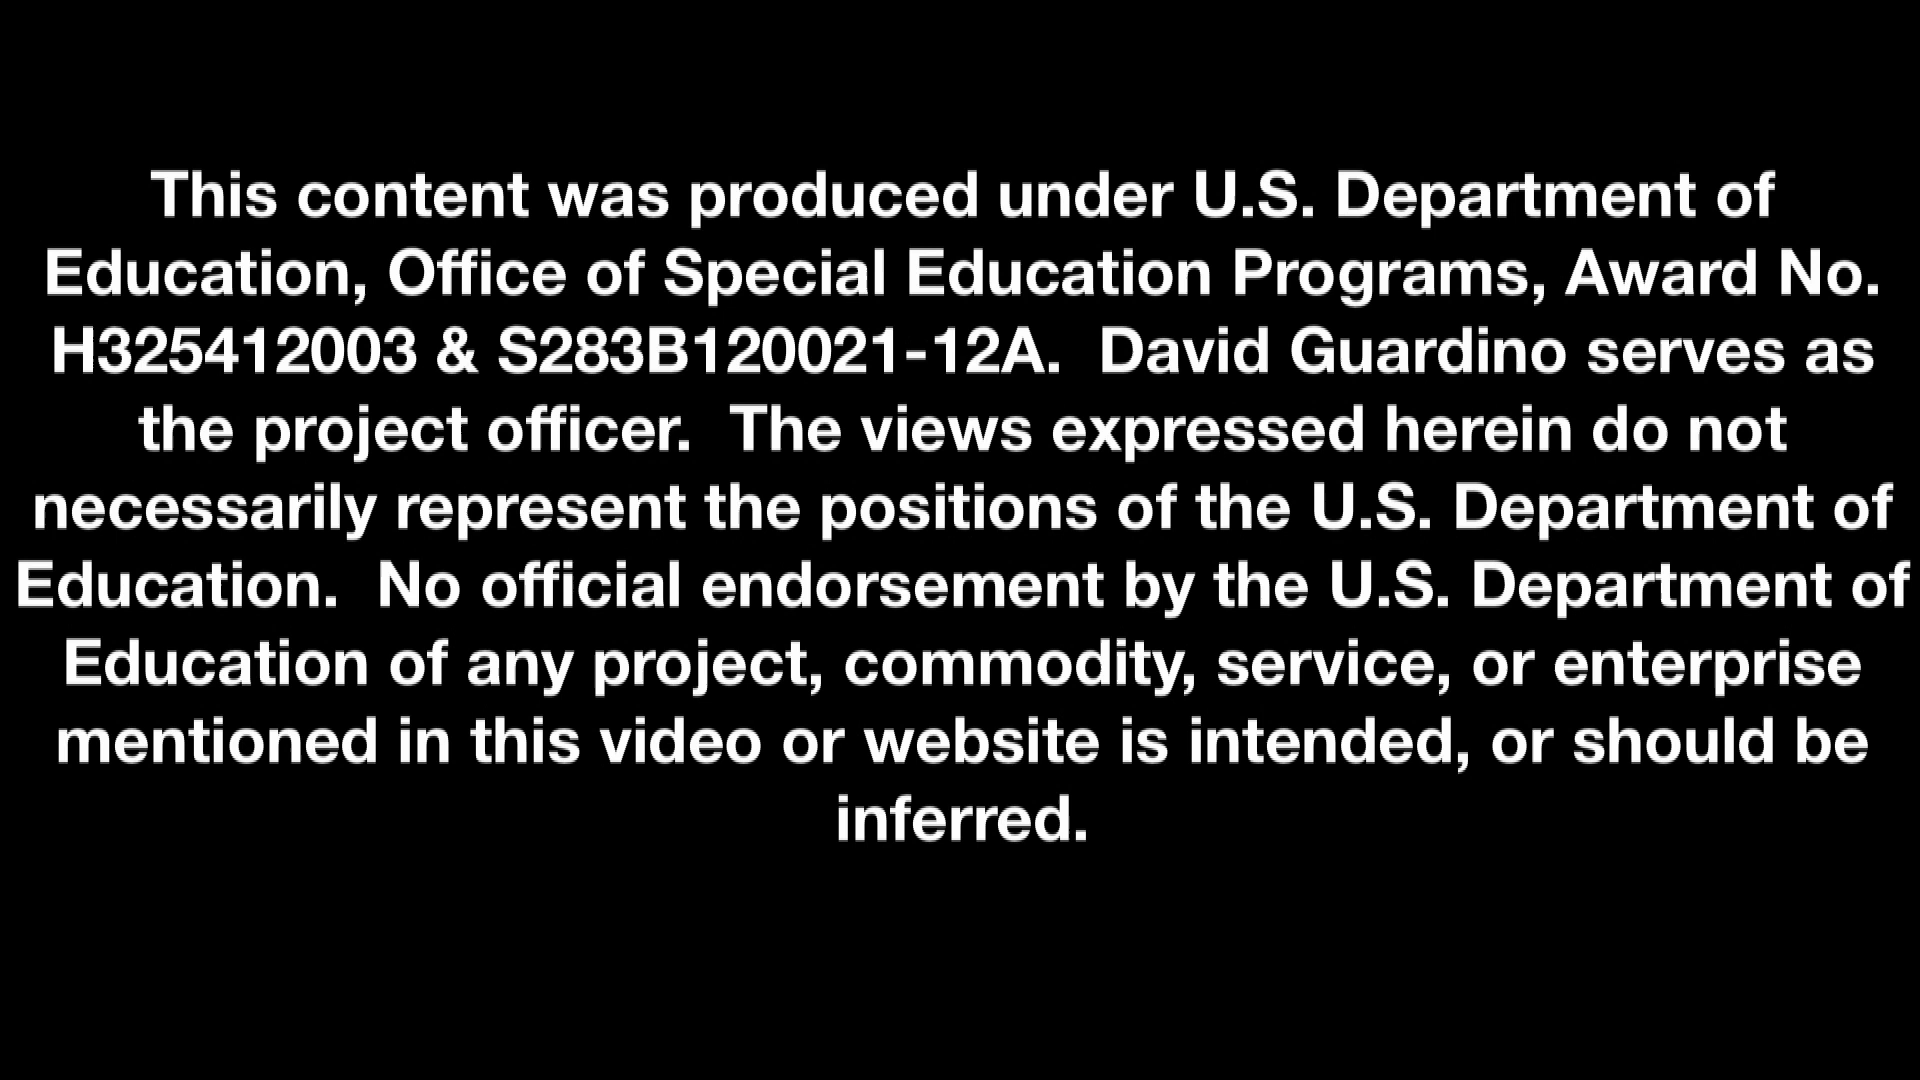 This content was produced under U.S. Department of
Education, Office of Special Education Programs, Award No.
H325412003 & S283B120021-12A.  David Guardino serves as
the project officer.  The views expressed herein do not
necessarily represent the positions of the U.S. Department of
Education.  No official endorsement by the U.S. Department of
Education of any project, commodity, service, or enterprise
mentioned in this video or website is intended, or should be
inferred.